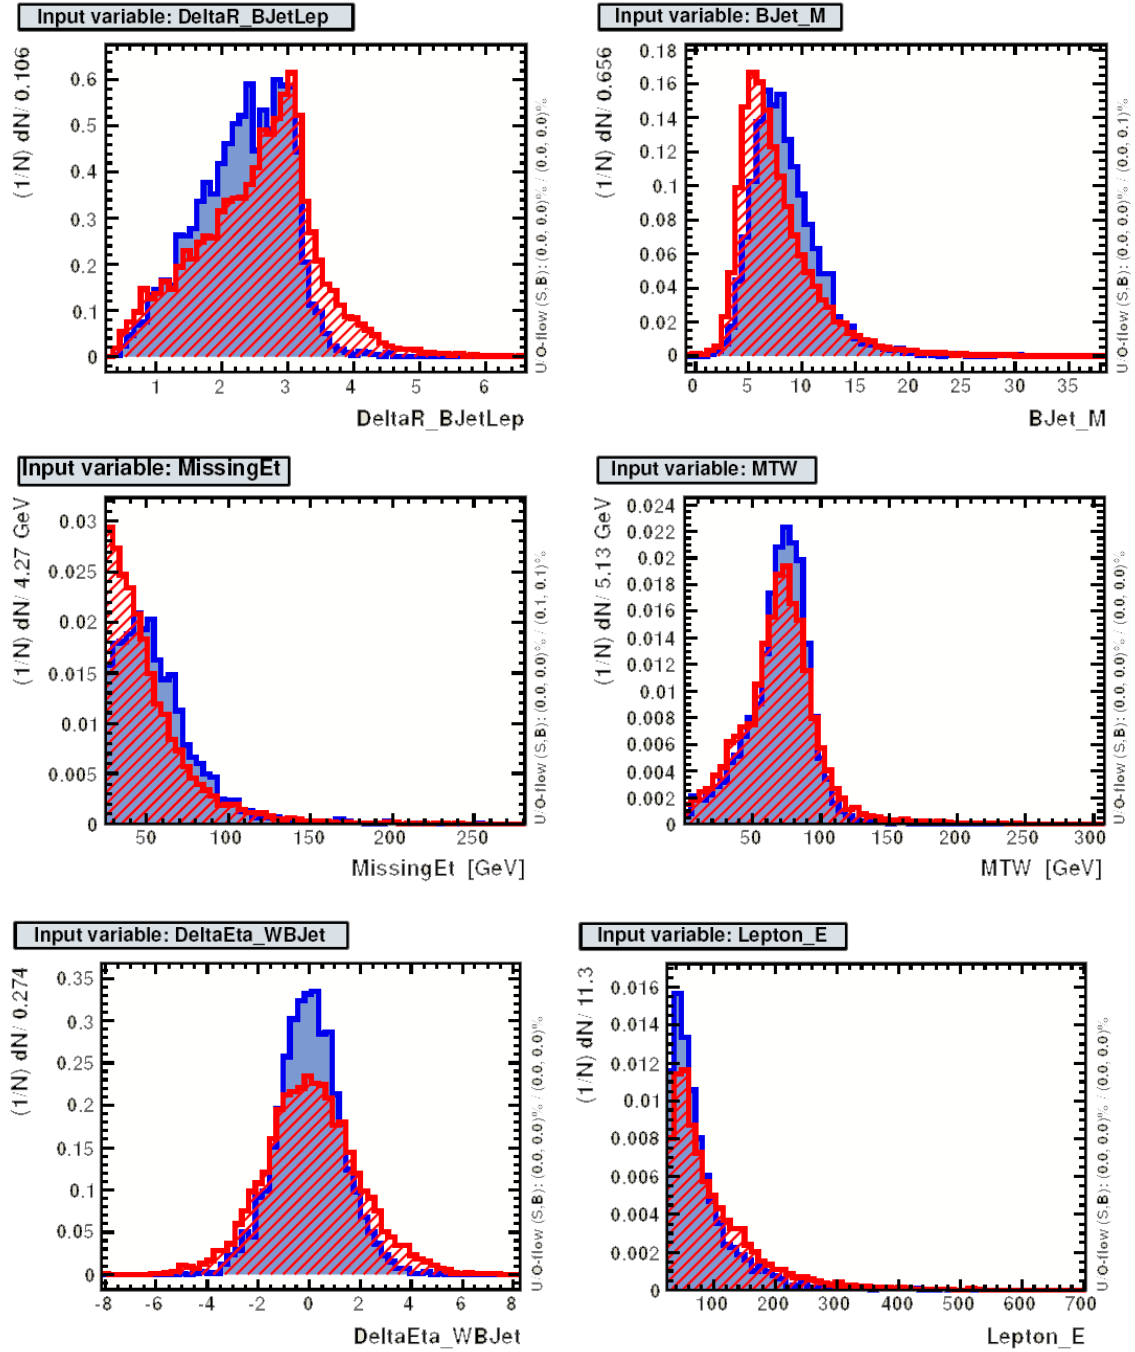 Input variable: DeltaR_BJetLep
(1/N) dN/ 0.106
0.6
0.5
0.4
0.3
0.2
0.1
0
1 2 3 4 5 6
DeltaR_BJetLep
U/O-flow (S,B): (0.0, 0.0)% / (0.0, 0.0)%
Input variable: BJet_M
(1/N) dN/ 0.656
0.18
0.16
0.14
0.12
0.1
0.08
0.06
0.04
0.02
0
0 5 10 15 20 25 30 35
BJet_M
U/O-flow (S,B): (0.0, 0.0)% / (0.0, 0.1)%
Input variable: MissingEt
(1/N) dN/ 4.27 GeV
0.03
0.025
0.02
0.015
0.01
0.005
0
50 100 150 200 250
MissingEt [GeV]
U/O-flow (S,B): (0.0, 0.0)% / (0.1, 0.1)%
Input variable: MTW
(1/N) dN/ 5.13 GeV
0.024
0.022
0.02
0.018
0.016
0.014
0.012
0.01
0.008
0.006
0.004
0.002
0
50 100 150 200 250 300
MTW [GeV]
U/O-flow (S,B): (0.0, 0.0)% / (0.0, 0.0)%
Input variable: DeltaEta_WBJet
(1/N) dN/ 0.274
0.35
0.3
0.25
0.2
0.15
0.1
0.05
0
-8 -6 -4 -2 0 2 4 6 8
DeltaEta_WBJet
U/O-flow (S,B): (0.0, 0.0)% / (0.0, 0.0)%
Input variable: Lepton_E
(1/N) dN/ 11.3
0.016
0.014
0.012
0.01
0.008
0.006
0.004
0.002
0
100 200 300 400 500 600 700
Lepton_E
U/O-flow (S,B): (0.0, 0.0)% / (0.0, 0.0)%